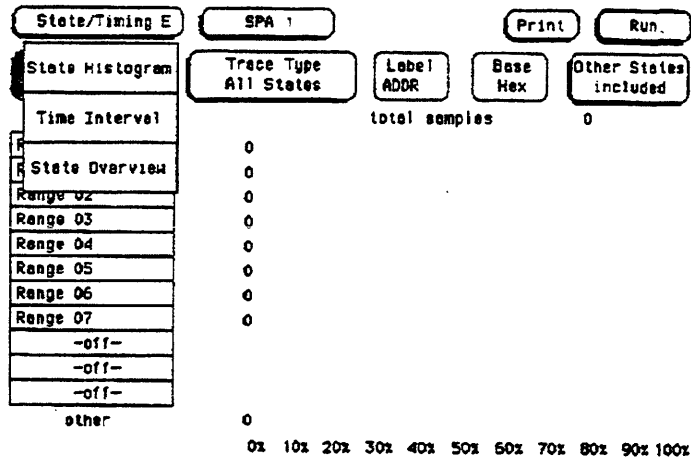 State/Timing E SPA 1 Print Run
State Histogram Trace Type All States Label ADDR Base Hex Other States included
Time Interval total samples 0
R 0
State Overview
R 0
Range 02 0
Range 03 0
Range 04 0
Range 05 0
Range 06 0
Range 07 0
-off-
-off-
-off-
other 0
0% 10% 20% 30% 40% 50% 60% 70% 80% 90% 100%